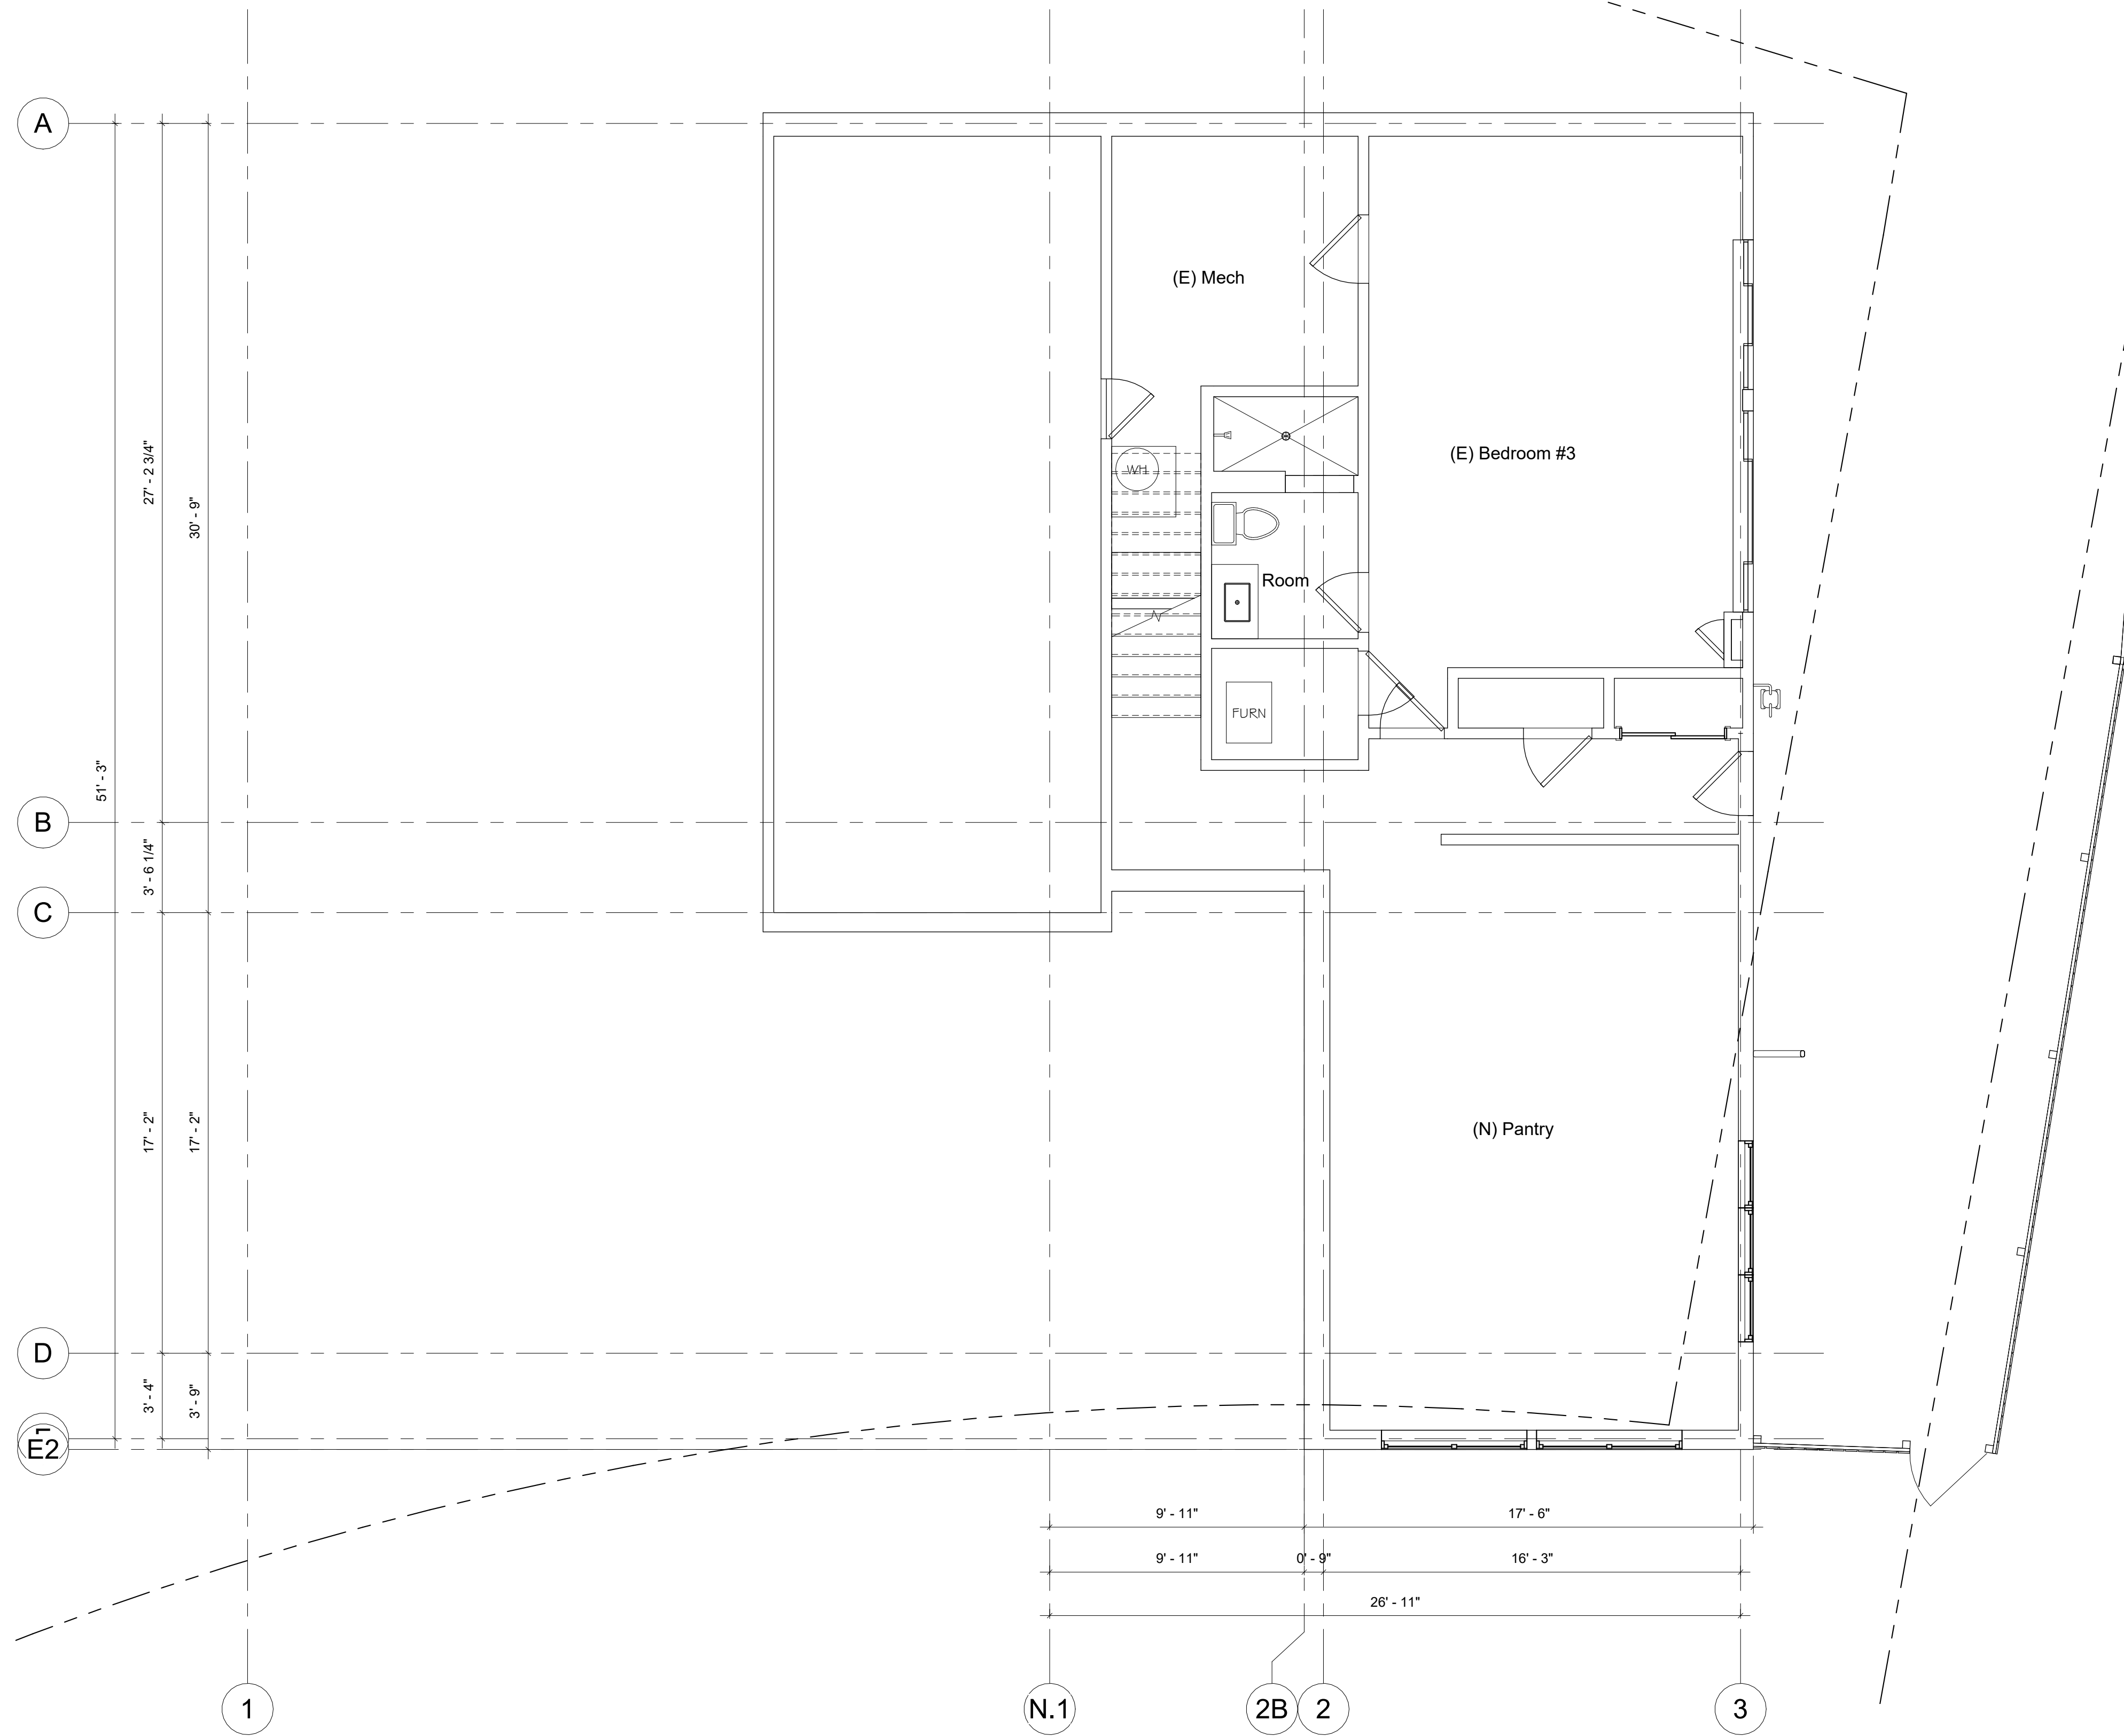 A
(E) Mech
27' - 2 3/4"
(E) Bedroom #3
WH
30' - 9"
Room
FURN
51' - 3"
B
3' - 6 1/4"
C
17' - 2"
17' - 2"
(N) Pantry
D
3' - 4"
3' - 9"
E2
9' - 11"
17' - 6"
9' - 11"
0' - 9"
16' - 3"
26' - 11"
1
N.1
2B
2
3